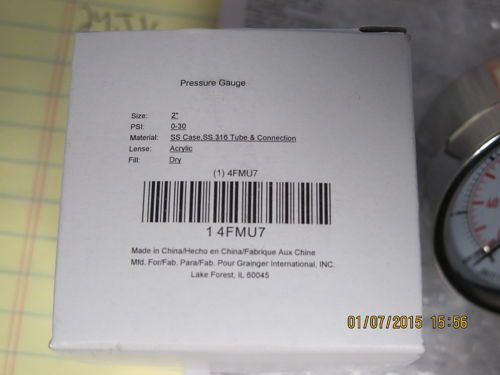 Pressure Gauge
Size: 2"
PSI: 0-30
Material: SS Case,SS 316 Tube & Connection
Lense: Acrylic
Fill: Dry
(1) 4FMU7
1 4FMU7
Made in China/Hecho en China/Fabrique Aux Chine
Mfd. For/Fab. Para/Fab. Pour Grainger International, INC.
Lake Forest, IL 60045
01/07/2015 15:56